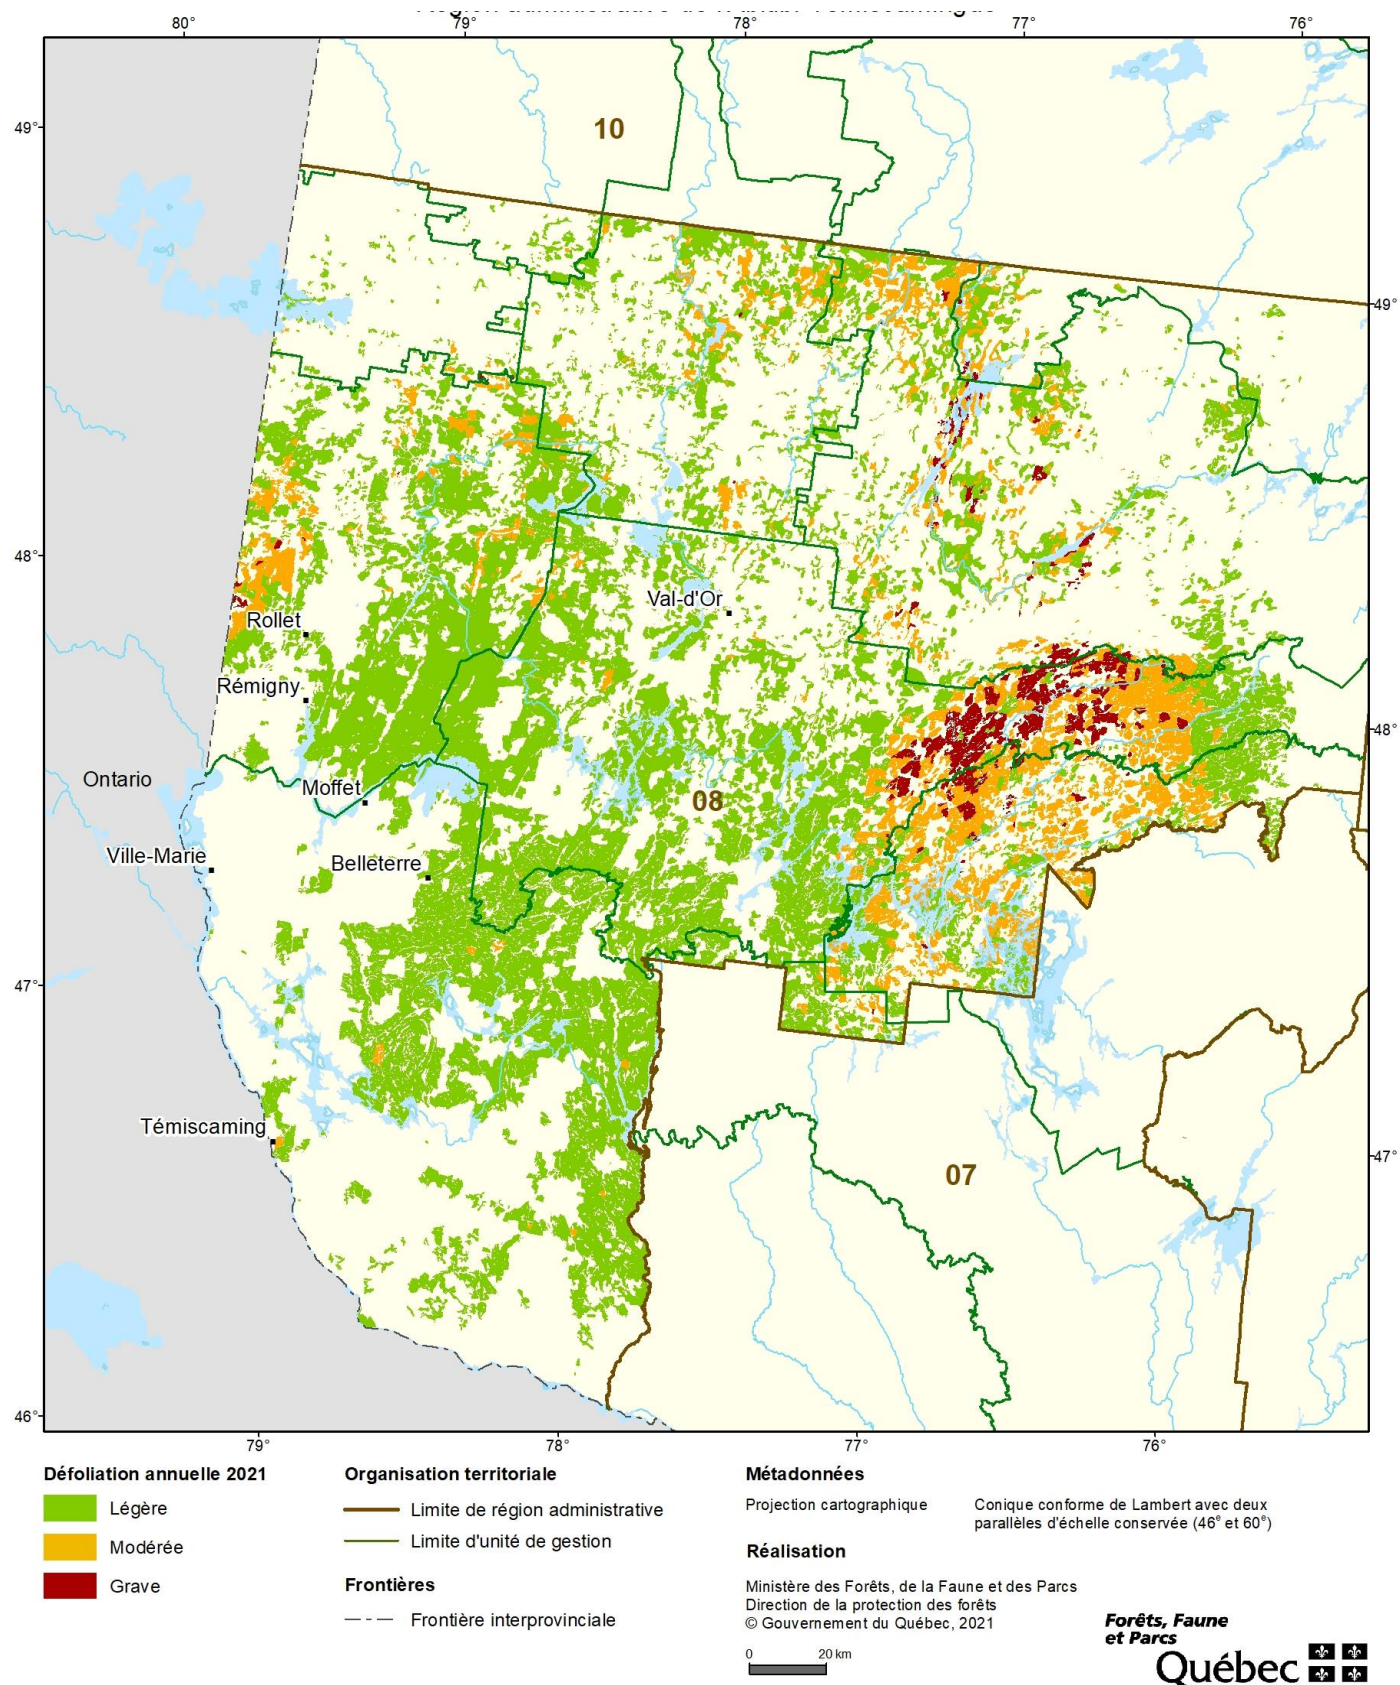 80°
79°
78°
77°
76°
49°
10
49°
48°
Val-d'Or
Rollet
Rémigny
48°
Ontario
Moffet
08
Ville-Marie
Belleterre
47°
Témiscaming
47°
07
46°
79°
78°
77°
76°
Défoliation annuelle 2021
Légère
Modérée
Grave
Organisation territoriale
Limite de région administrative
Limite d'unité de gestion
Frontières
Frontière interprovinciale
Métadonnées
Projection cartographique
Conique conforme de Lambert avec deux
parallèles d'échelle conservée (46e et 60e)
Réalisation
Ministère des Forêts, de la Faune et des Parcs
Direction de la protection des forêts
© Gouvernement du Québec, 2021
0 20 km
Forêts, Faune
et Parcs
Québec